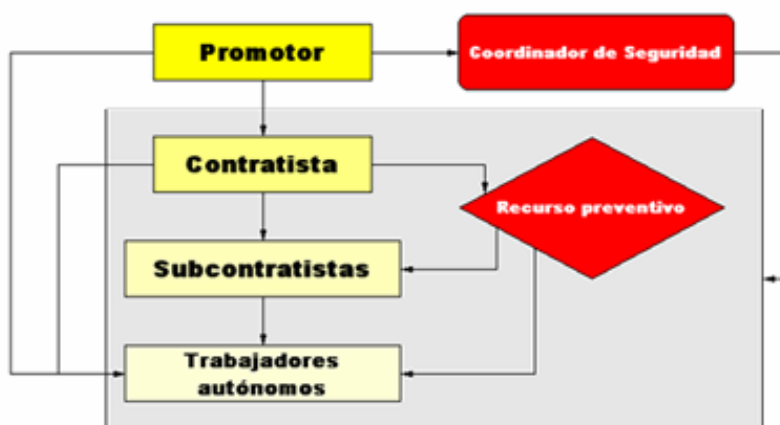 Promotor
Coordinador de Seguridad
Contratista
Recurso preventivo
Subcontratistas
Trabajadores
autónomos